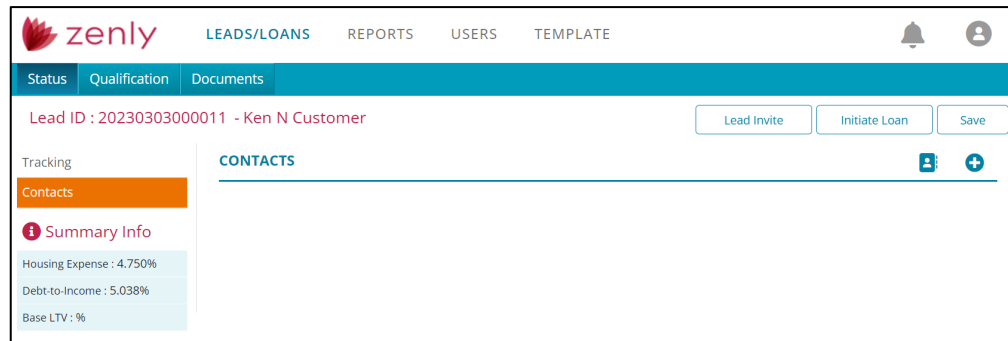 zenly LEADS/LOANS REPORTS USERS TEMPLATE
Status Qualification Documents
Lead ID : 20230303000011 - Ken N Customer Lead Invite Initiate Loan Save
Tracking
CONTACTS
Contacts
Summary Info
Housing Expense : 4.750%
Debt-to-Income : 5.038%
Base LTV : %